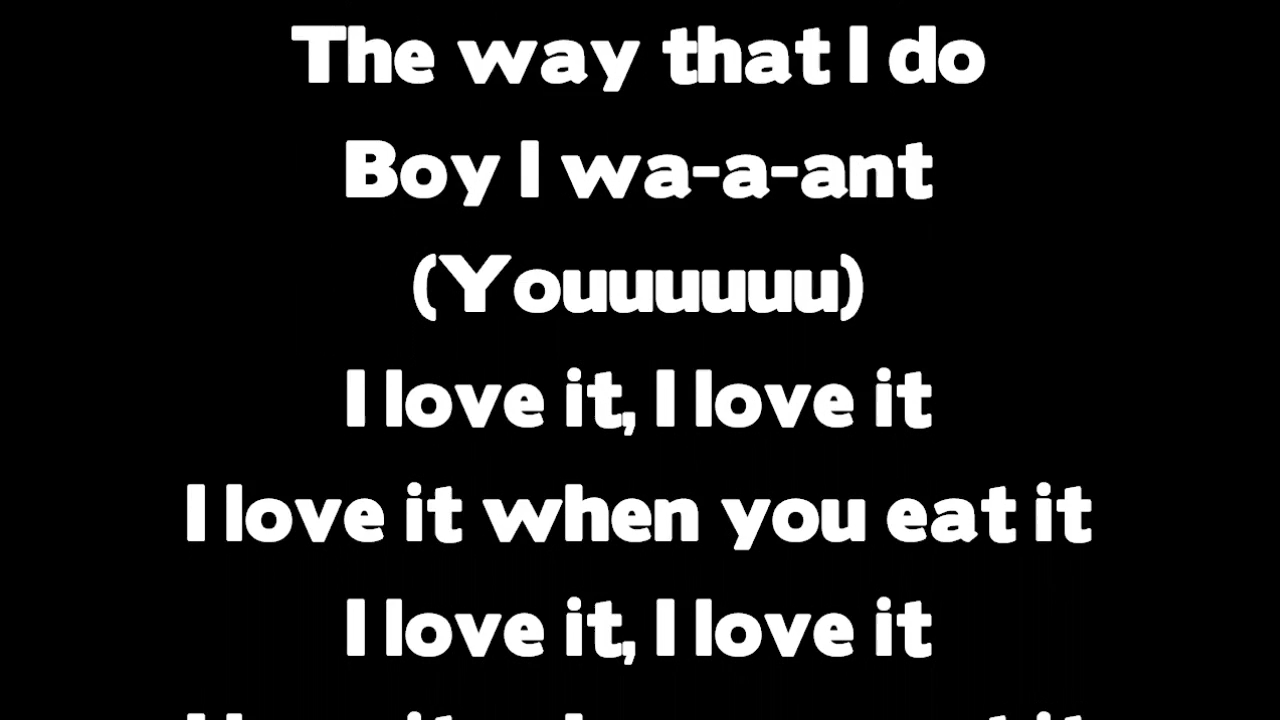 The way that I do
Boy I wa-a-ant
(Youuuuuu)
I love it, I love it
I love it when you eat it
I love it, I love it